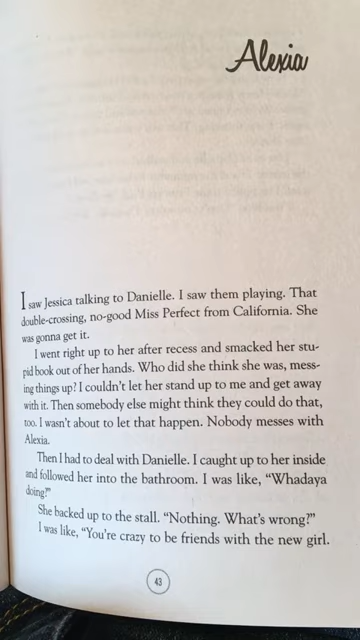 Alexia
I saw Jessica talking to Danielle. I saw them playing. That
double-crossing, no-good Miss Perfect from California. She
was gonna get it.
I went right up to her after recess and smacked her stu-
pid book out of her hands. Who did she think she was, mess-
ing things up? I couldn't let her stand up to me and get away
with it. Then somebody else might think they could do that,
too. I wasn't about to let that happen. Nobody messes with
Alexia.
Then I had to deal with Danielle. I caught up to her inside
and followed her into the bathroom. I was like, “Whadaya
doing?”
She backed up to the stall. “Nothing. What's wrong?”
I was like, “You're crazy to be friends with the new girl.
43